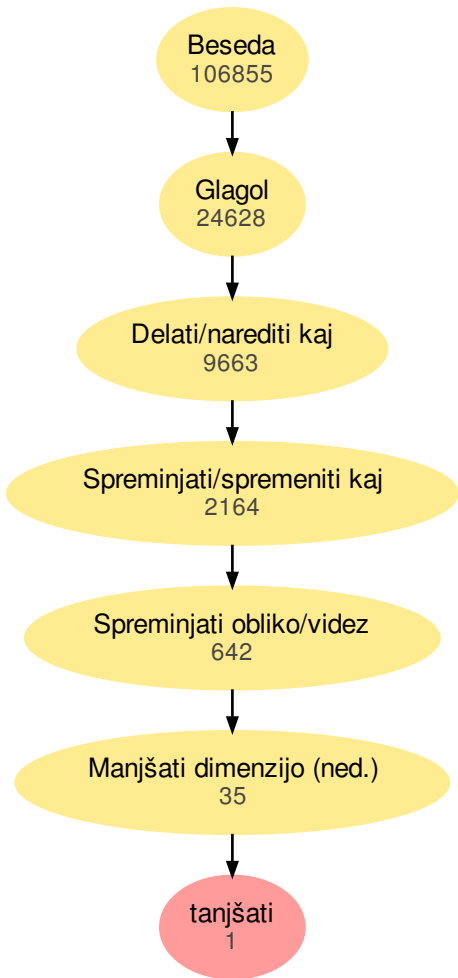 Beseda
106855
Glagol
24628
Delati/narediti kaj
9663
Spreminjati/spremeniti kaj
2164
Spreminjati obliko/videz
642
Manjšati dimenzijo (ned.)
35
tanjšati
1